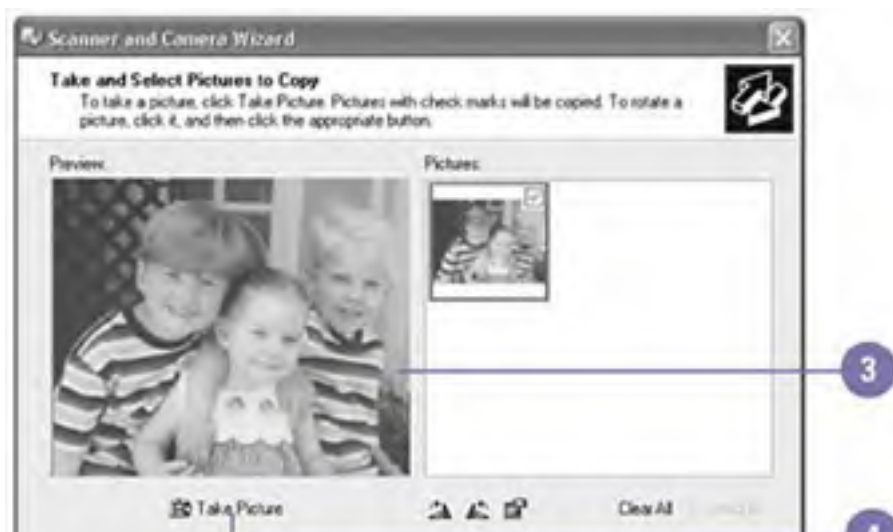 Scanner and Camera Wizard
Take and Select Pictures to Copy
To take a picture, click Take Picture. Pictures with check marks will be copied. To rotate a
picture, click it, and then click the appropriate button.
Preview:
Pictures:
3
Take Picture
Clear All